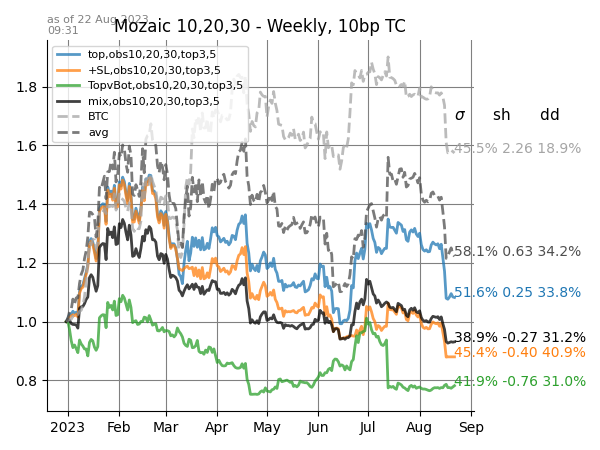 as of 22 Aug 2023
09:31
Mozaic 10,20,30 - Weekly, 10bp TC
top,obs10,20,30,top3,5
+SL,obs10,20,30,top3,5
TopvBot,obs10,20,30,top3,5
mix,obs10,20,30,top3,5
BTC
avg
σ sh dd
45.5% 2.26 18.9%
58.1% 0.63 34.2%
51.6% 0.25 33.8%
38.9% -0.27 31.2%
45.4% -0.40 40.9%
41.9% -0.76 31.0%
1.8
1.6
1.4
1.2
1.0
0.8
2023 Feb Mar Apr May Jun Jul Aug Sep